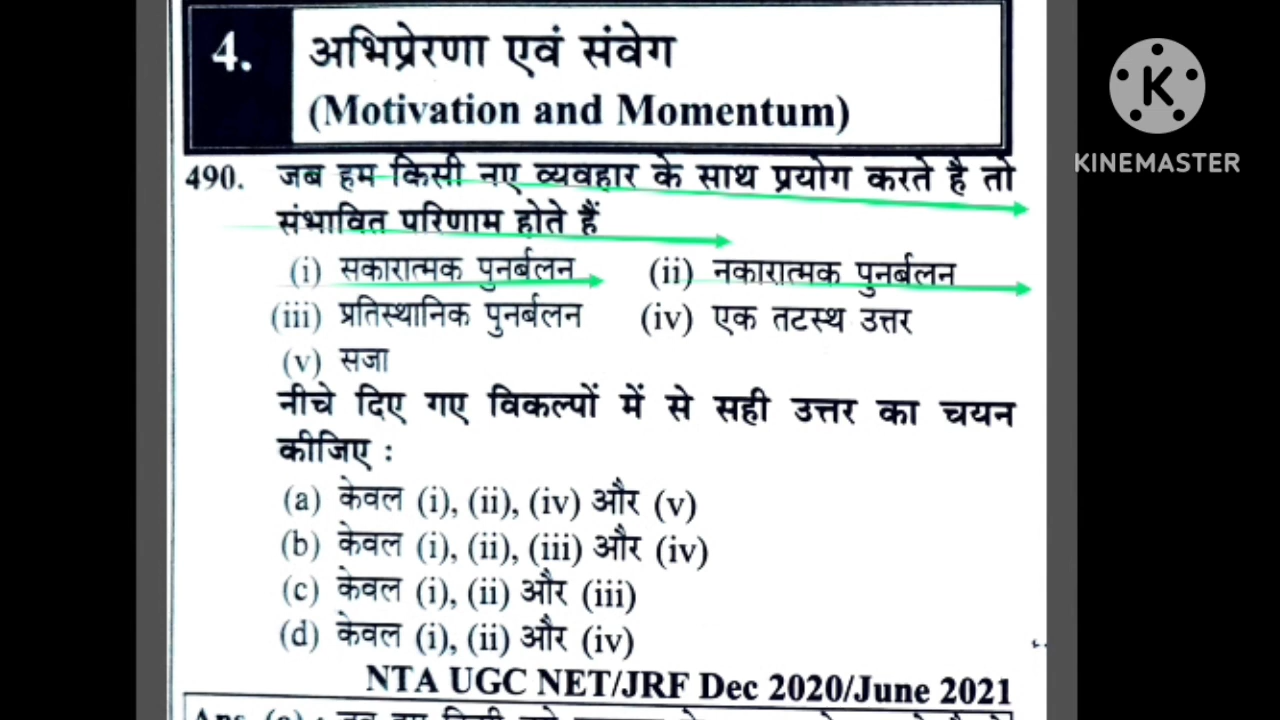 4. अभिप्रेरणा एवं संवेग
(Motivation and Momentum)
K
KINEMASTER
490. जब हम किसी नए व्यवहार के साथ प्रयोग करते है तो
संभावित परिणाम होते हैं
(i) सकारात्मक पुनर्बलन (ii) नकारात्मक पुनर्बलन
(iii) प्रतिस्थानिक पुनर्बलन (iv) एक तटस्थ उत्तर
(v) सजा
नीचे दिए गए विकल्पों में से सही उत्तर का चयन
कीजिए :
(a) केवल (i), (ii), (iv) और (v)
(b) केवल (i), (ii), (iii) और (iv)
(c) केवल (i), (ii) और (iii)
(d) केवल (i), (ii) और (iv)
NTA UGC NET/JRF Dec 2020/June 2021